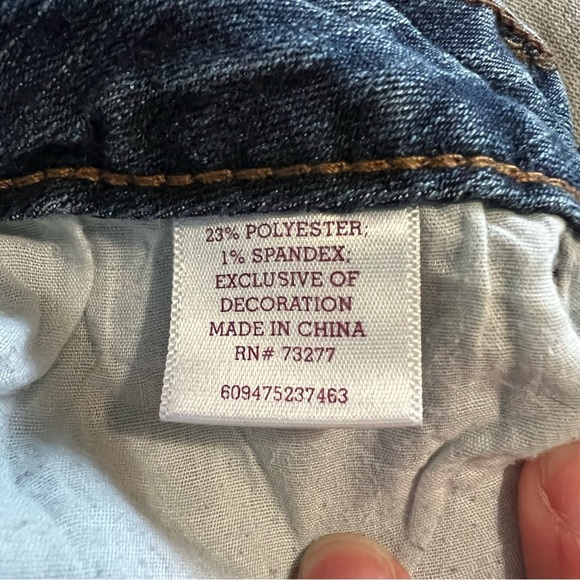 23% POLYESTER;
1% SPANDEX;
EXCLUSIVE OF
DECORATION
MADE IN CHINA
RN# 73277
609475237463